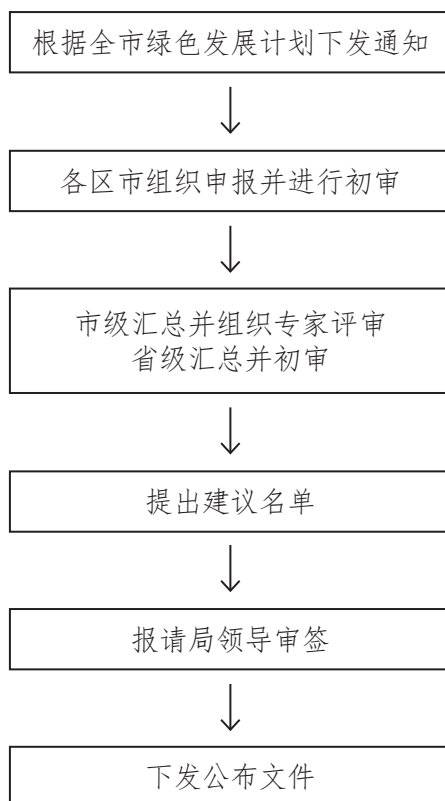 根据全市绿色发展计划下发通知
各区市组织申报并进行初审
市级汇总并组织专家评审
省级汇总并初审
提出建议名单
报请局领导审签
下发公布文件